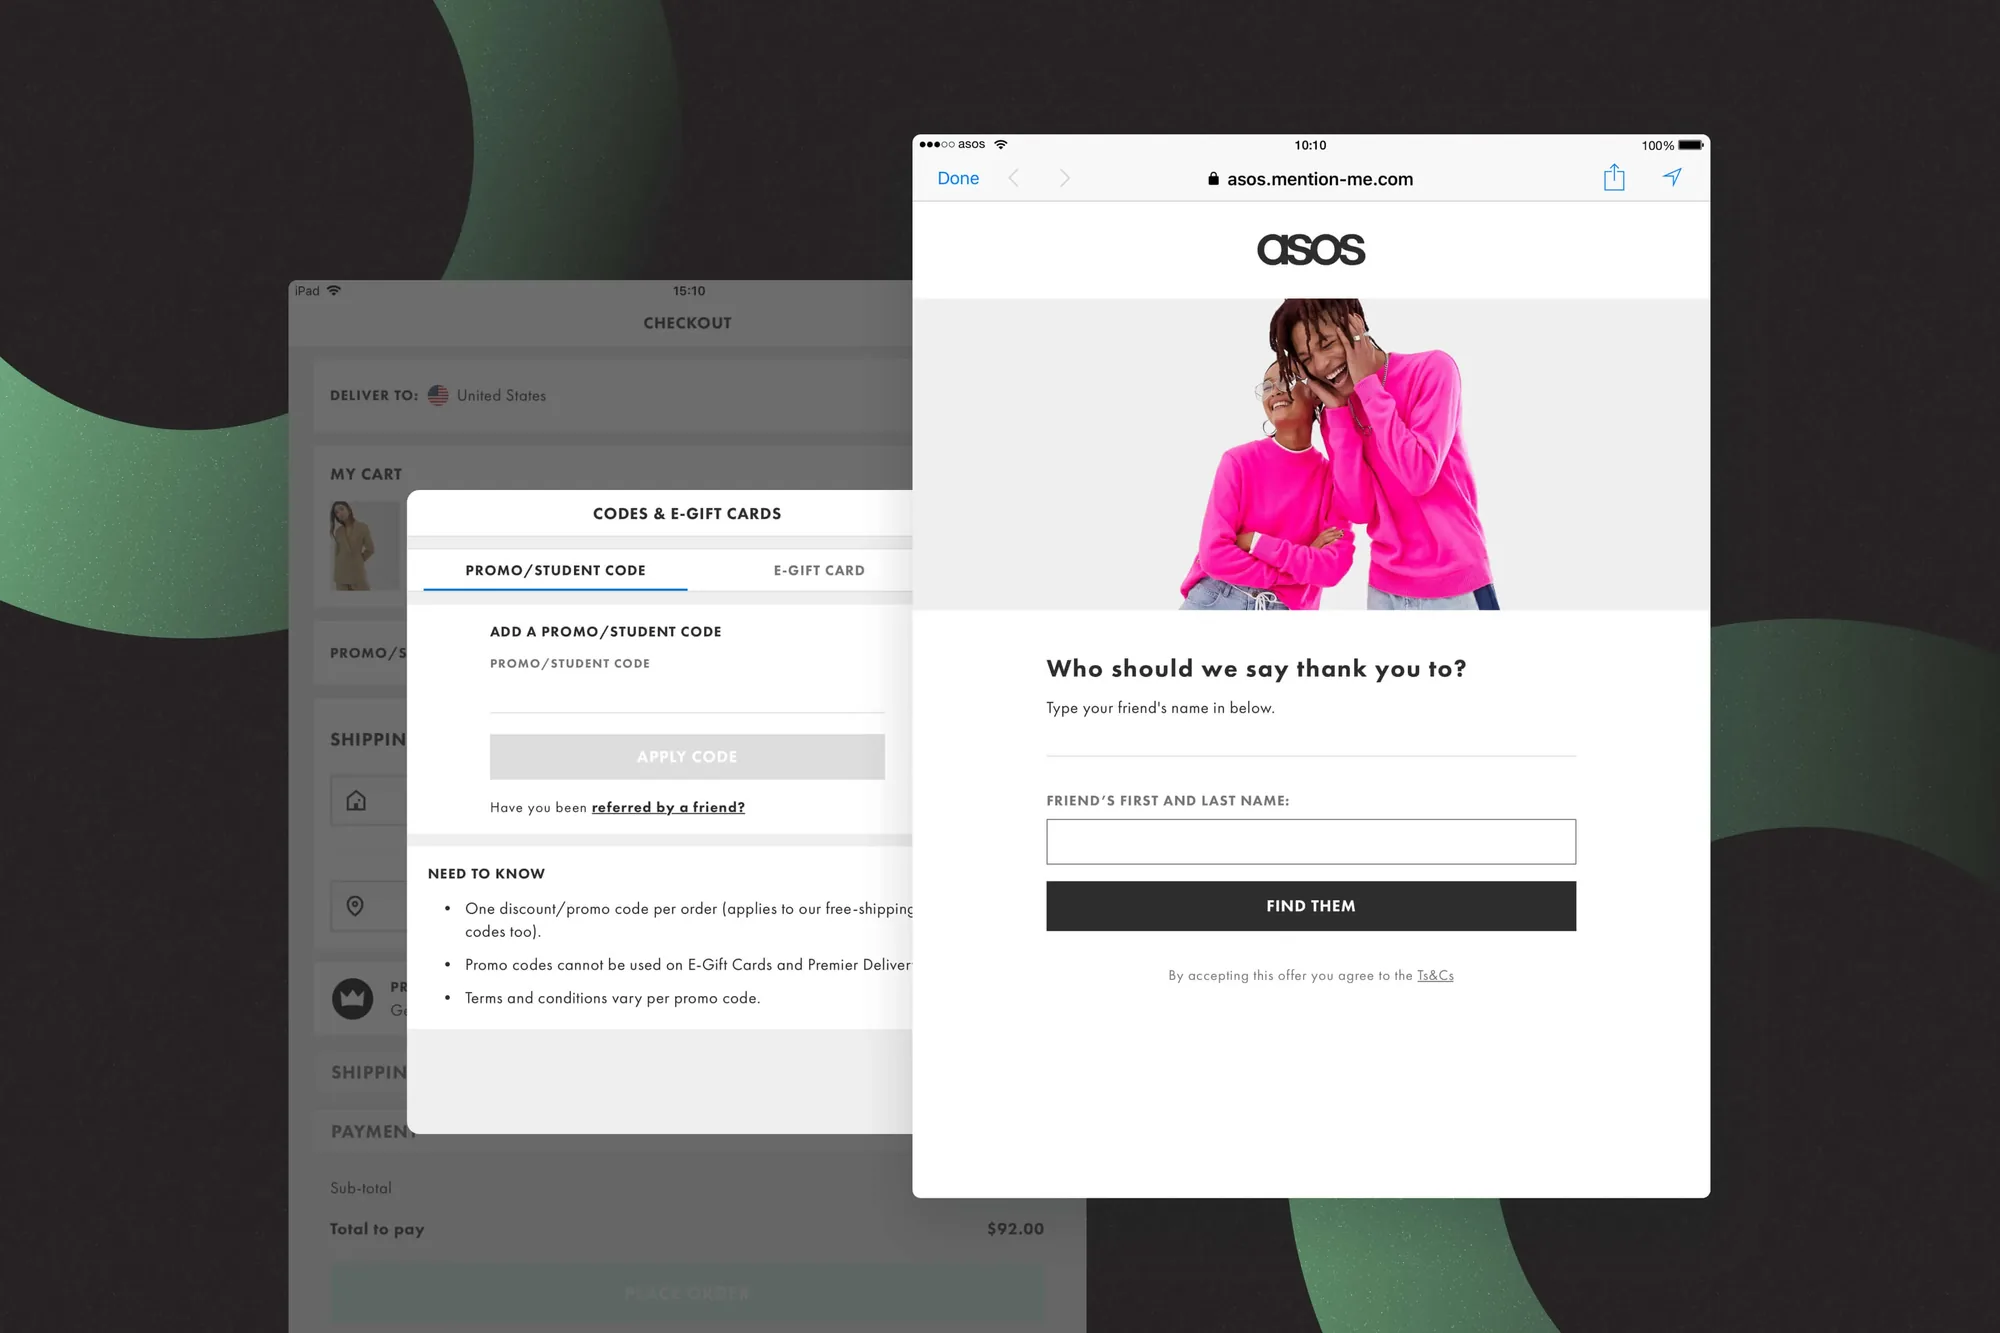 iPad
15:10
CHECKOUT
DELIVER TO: United States
MY CART
PROMO/S
SHIPPIN
PR
SHIPPIN
PAYMENT
Sub-total
Total to pay
$92.00
PLACE ORDER
CODES & E-GIFT CARDS
PROMO/STUDENT CODE
E-GIFT CARD
ADD A PROMO/STUDENT CODE
PROMO/STUDENT CODE
APPLY CODE
Have you been referred by a friend?
NEED TO KNOW
• One discount/promo code per order (applies to our free-shipping
codes too).
• Promo codes cannot be used on E-Gift Cards and Premier Deliver
• Terms and conditions vary per promo code.
asos
10:10
100%
Done
asos.mention-me.com
asos
Who should we say thank you to?
Type your friend's name in below.
FRIEND’S FIRST AND LAST NAME:
FIND THEM
By accepting this offer you agree to the Ts&Cs